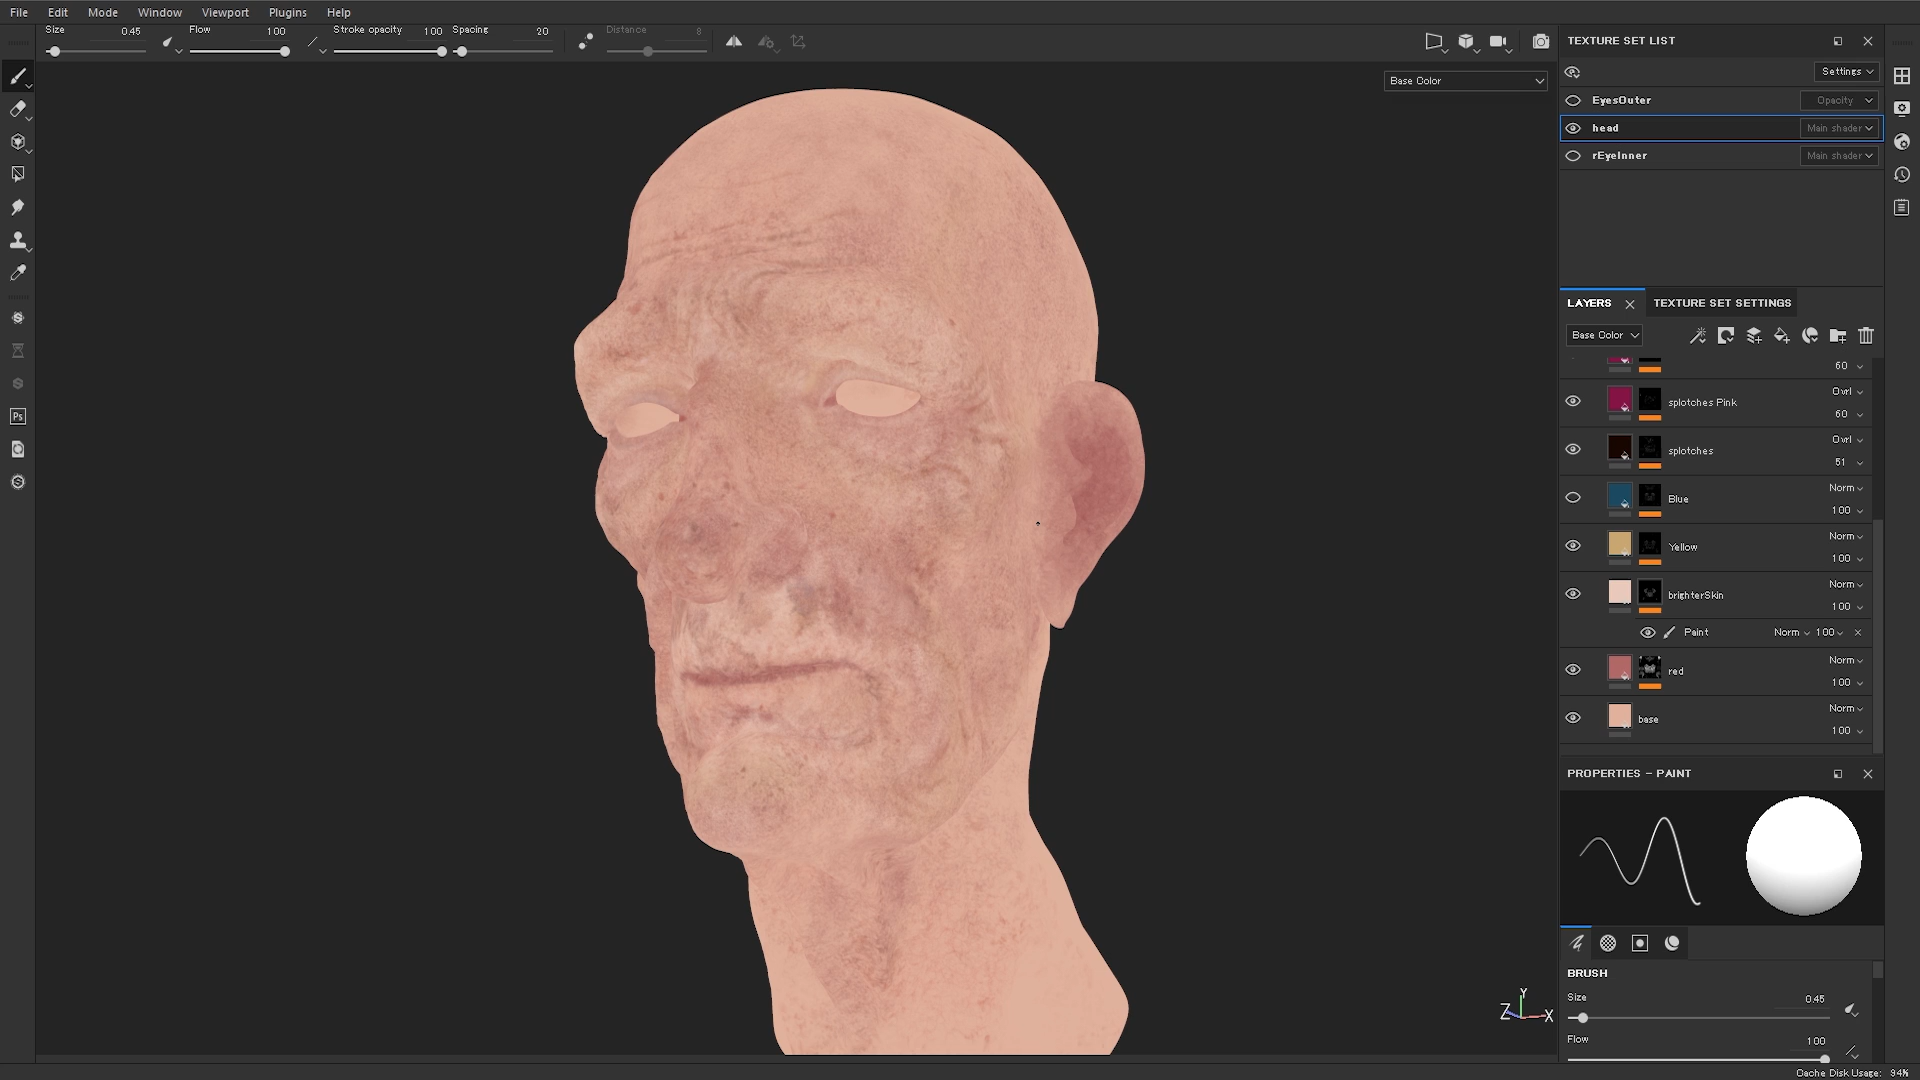 File Edit Mode Window Viewport Plugins Help
Size 0.45 Flow 100 Stroke opacity 100 Spacing 20 Distance 8
Base Color
TEXTURE SET LIST
Settings
EyesOuter Opacity
head Main shader
rEyeInner Main shader
LAYERS TEXTURE SET SETTINGS
Base Color
60
splotches Pink Ovrl 60
splotches Ovrl 51
Blue Norm 100
Yellow Norm 100
brighterSkin Norm 100
Paint Norm 100
red Norm 100
base Norm 100
PROPERTIES - PAINT
BRUSH
Size 0.45
Flow 100
Ps
Y
Z X
Cache Disk Usage: 94%